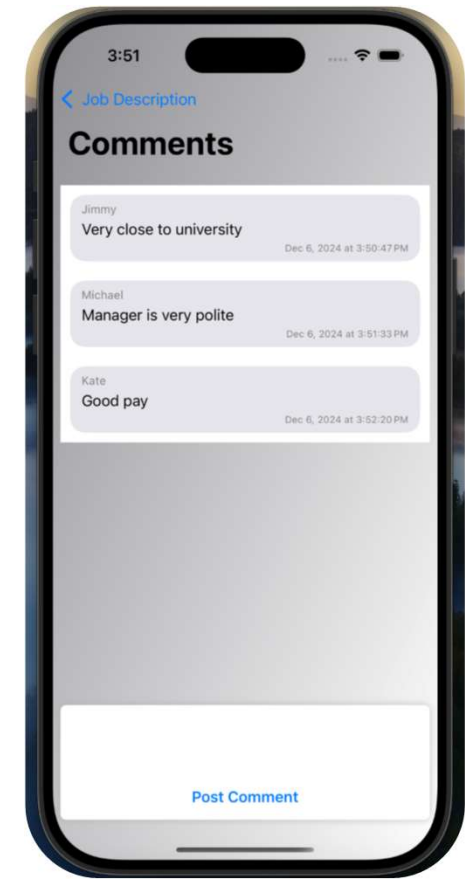 3:51
Job Description
Comments
Jimmy
Very close to university
Dec 6, 2024 at 3:50:47 PM
Michael
Manager is very polite
Dec 6, 2024 at 3:51:33 PM
Kate
Good pay
Dec 6, 2024 at 3:52:20 PM
Post Comment